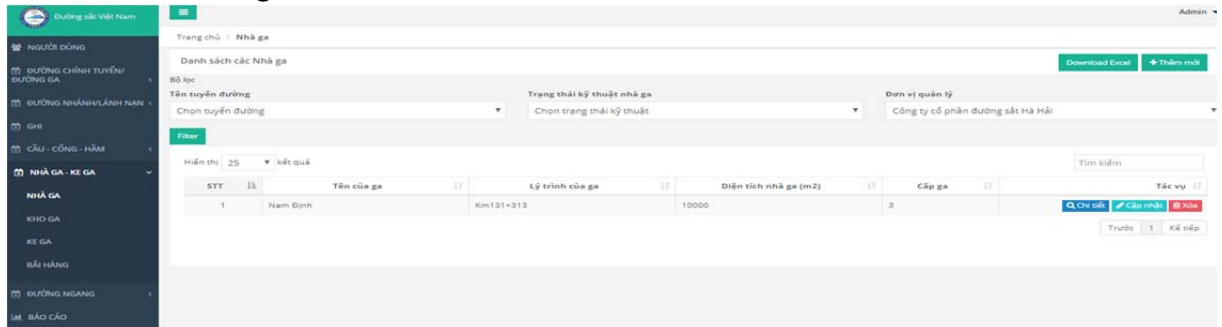 Đường sắt Việt Nam
Admin
NGƯỜI DÙNG
ĐƯỜNG CHÍNH TUYẾN/
ĐƯỜNG GA
ĐƯỜNG NHÁNH/LÁNH NẠN
GHI
CẦU - CỐNG - HẦM
NHÀ GA - KE GA
NHÀ GA
KHO GA
KE GA
BÃI HÀNG
ĐƯỜNG NGANG
BÁO CÁO
Trang chủ / Nhà ga
Danh sách các Nhà ga
Download Excel
+Thêm mới
Bộ lọc
Tên tuyến đường
Trạng thái kỹ thuật nhà ga
Đơn vị quản lý
Chọn tuyến đường
Chọn trạng thái kỹ thuật
Công ty cổ phần đường sắt Hà Hải
Filter
Hiển thị 25 kết quả
Tìm kiếm
STT Tên của ga Lý trình của ga Diện tích nhà ga (m2) Cấp ga Tác vụ
1 Nam Định Km131+313 10000 3 Chi tiết Cập nhật Xóa
Trước 1 Kế tiếp